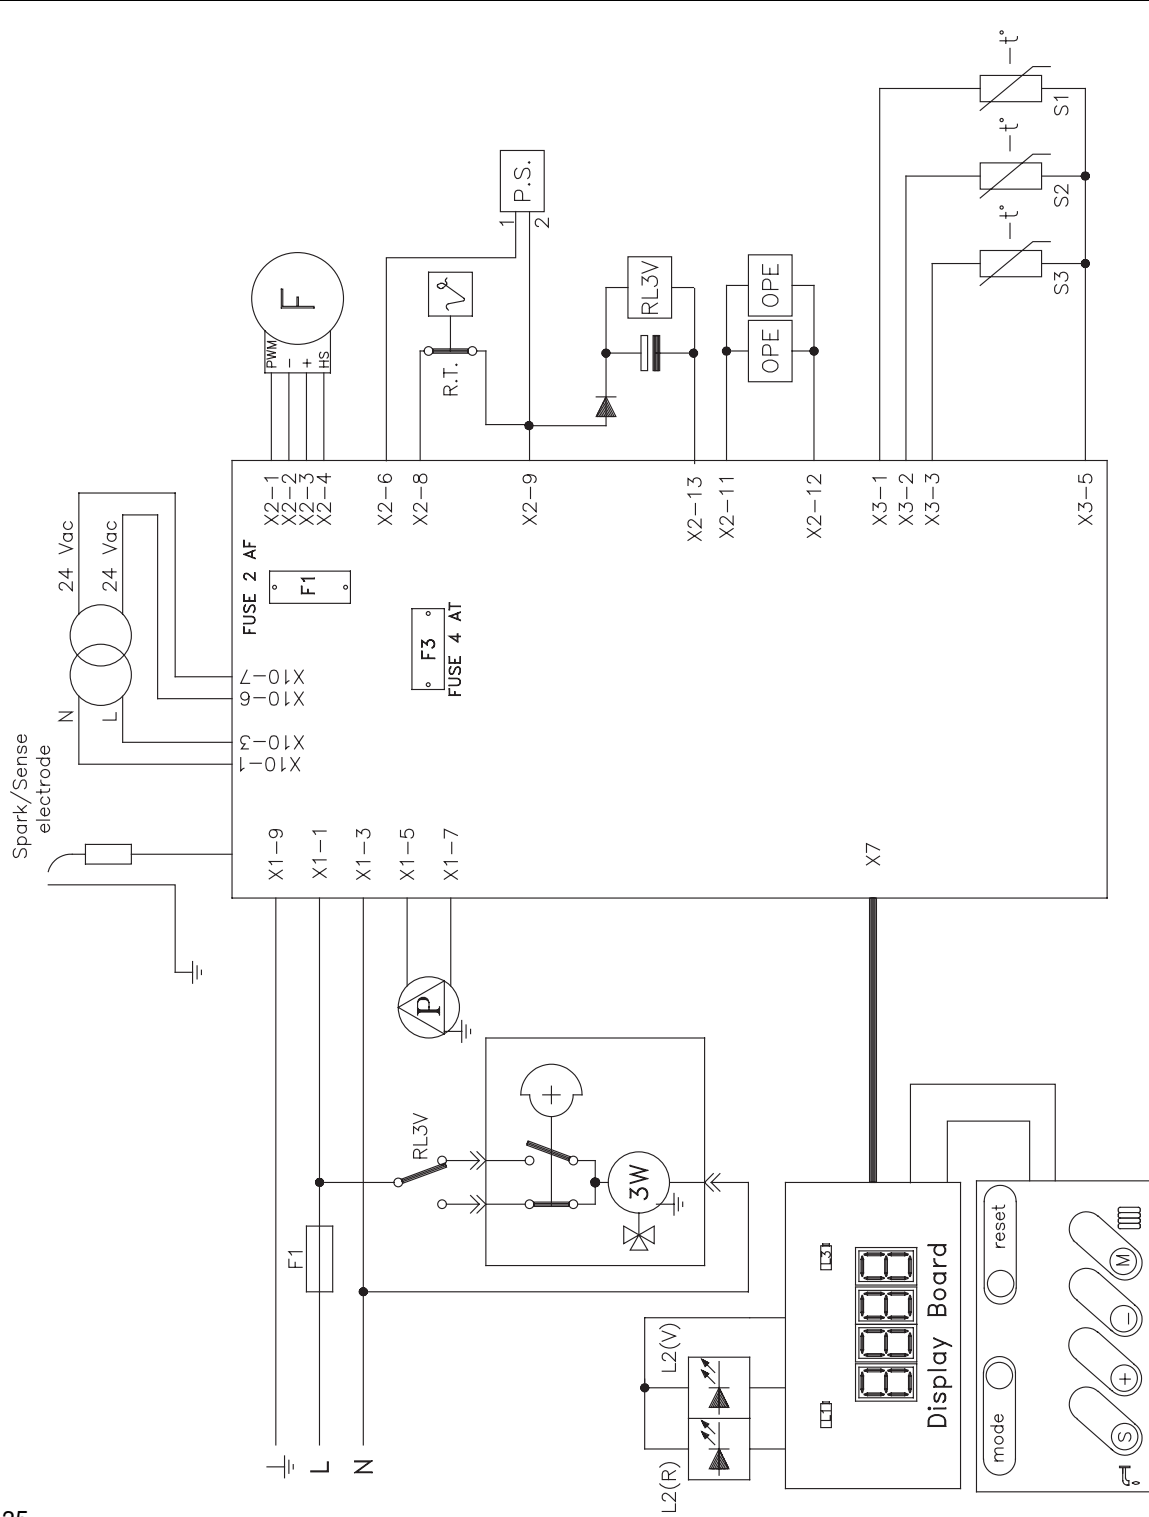 -t°
S1
-t°
S2
-t°
S3
P.S.
1
2
F
PWM
-
+
HS
R.T.
RL3V
OPE
OPE
X2-1
X2-2
X2-3
X2-4
X2-6
X2-8
X2-9
X2-13
X2-11
X2-12
X3-1
X3-2
X3-3
X3-5
24 Vac
24 Vac
N
L
FUSE 2 AF
F1
F3
FUSE 4 AT
X10-7
X10-6
X10-3
X10-1
Spark/Sense
electrode
X1-9
X1-1
X1-3
X1-5
X1-7
X7
P
RL3V
3W
F1
L
N
L2(V)
L2(R)
L3
L1
88888888
Display Board
reset
mode
M
-
+
S